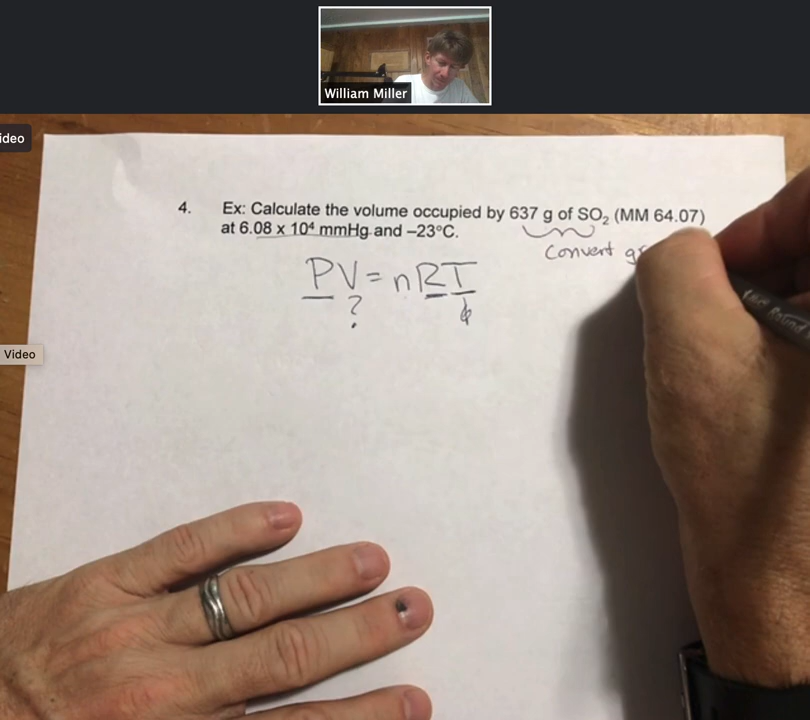 William Miller
ideo
4. Ex: Calculate the volume occupied by 637 g of SO₂ (MM 64.07)
at 6.08 x 10⁴ mmHg and –23°C.
Convert gr
PV = nRT
?
Video